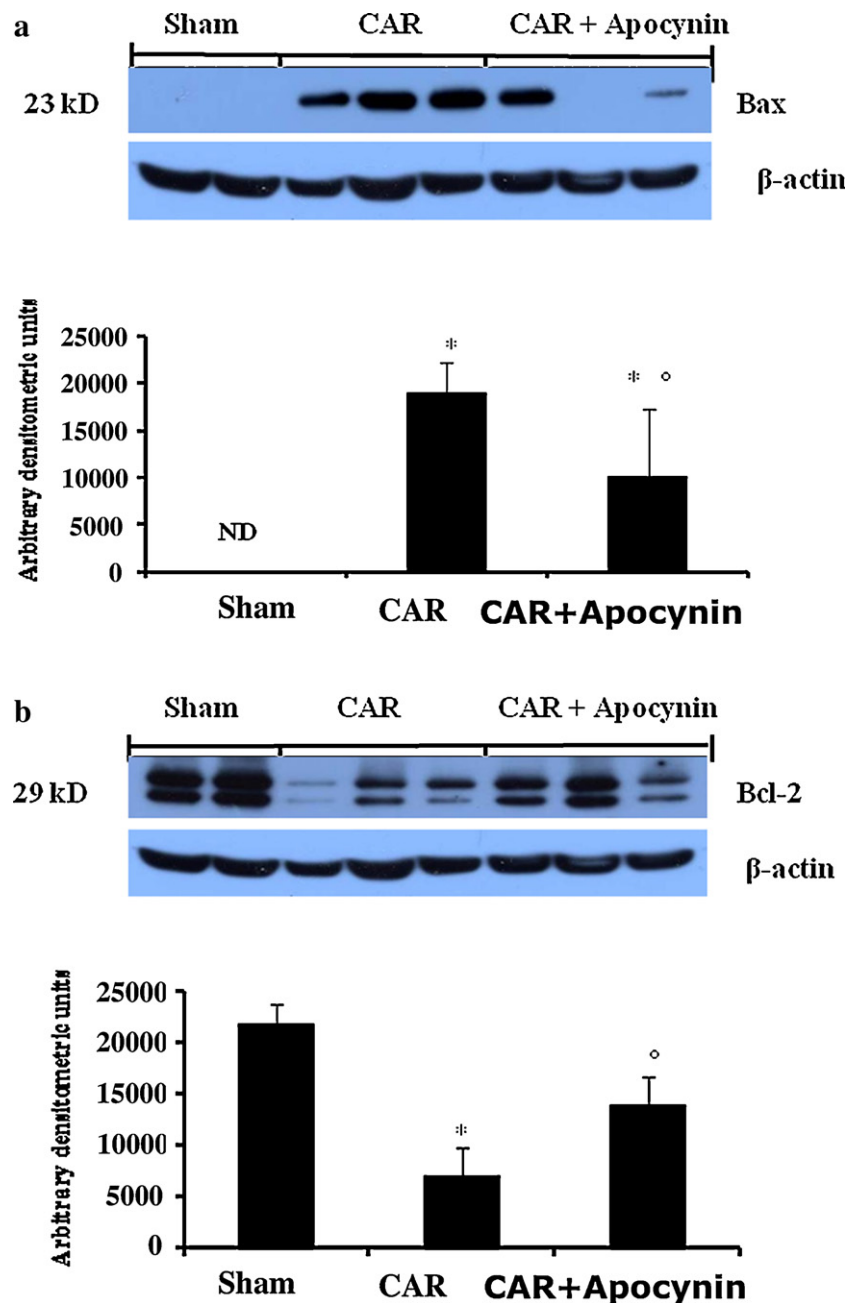 a
Sham CAR CAR + Apocynin
23 kD Bax
β-actin
Arbitrary densitometric units
25000
20000
15000
10000
5000
0
ND
*
* °
Sham CAR CAR+Apocynin
b
Sham CAR CAR + Apocynin
29 kD Bcl-2
β-actin
Arbitrary densitometric units
25000
20000
15000
10000
5000
0
*
°
Sham CAR CAR+Apocynin